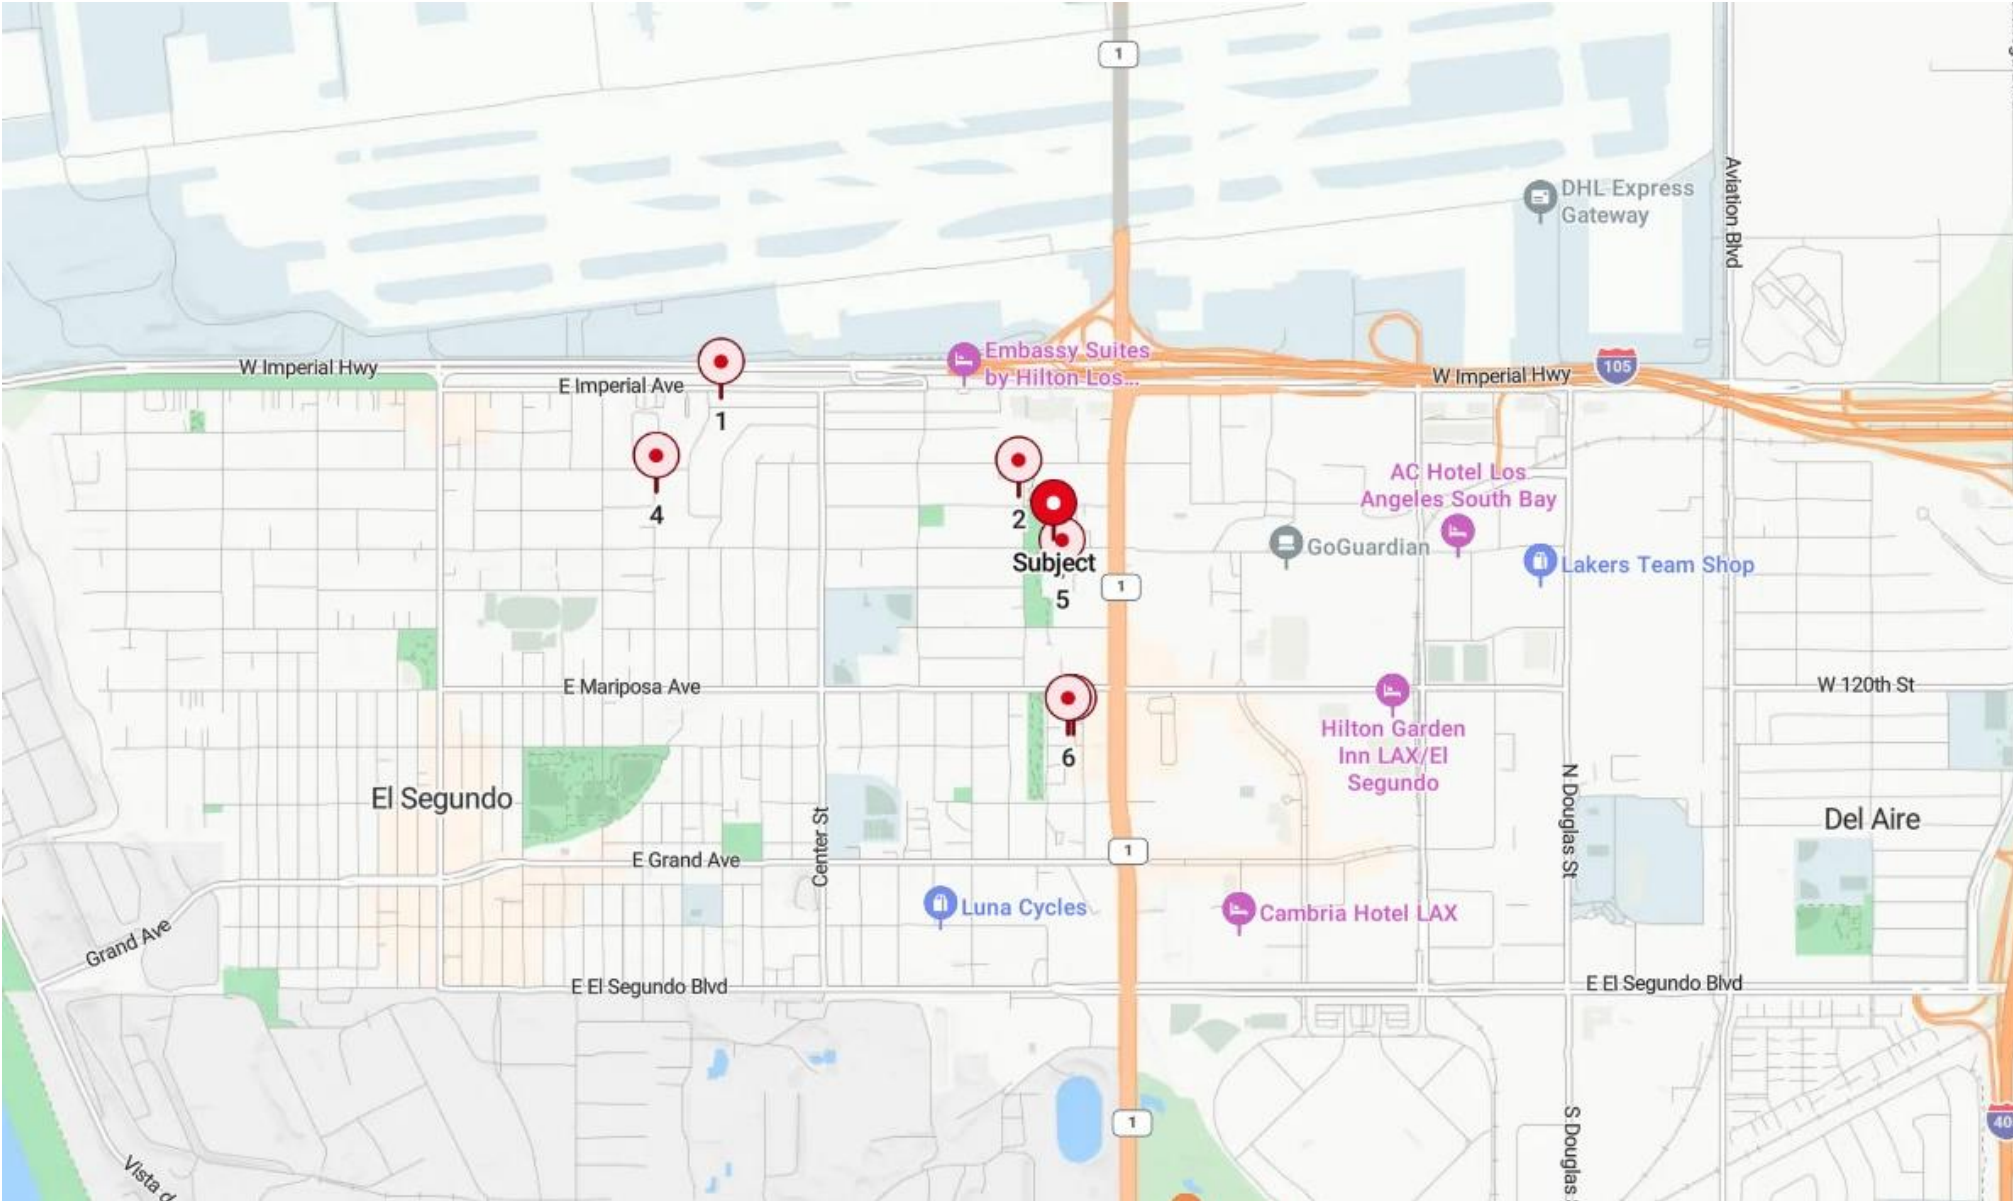 1
Aviation Blvd
DHL Express
Gateway
W Imperial Hwy
E Imperial Ave
1
Embassy Suites
by Hilton Los...
W Imperial Hwy
105
4
2
Subject
5
AC Hotel Los
Angeles South Bay
GoGuardian
Lakers Team Shop
1
E Mariposa Ave
W 120th St
6
Hilton Garden
Inn LAX/El
Segundo
El Segundo
Center St
N Douglas St
Del Aire
E Grand Ave
1
Luna Cycles
Cambria Hotel LAX
Grand Ave
E El Segundo Blvd
E El Segundo Blvd
1
S Douglas
40
Vista d